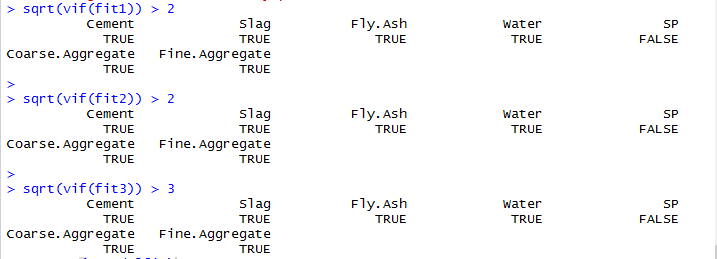 > sqrt(vif(fit1)) > 2
Cement Slag Fly.Ash Water SP
TRUE TRUE TRUE TRUE FALSE
Coarse.Aggregate Fine.Aggregate
TRUE TRUE
>
> sqrt(vif(fit2)) > 2
Cement Slag Fly.Ash Water SP
TRUE TRUE TRUE TRUE FALSE
Coarse.Aggregate Fine.Aggregate
TRUE TRUE
>
> sqrt(vif(fit3)) > 3
Cement Slag Fly.Ash Water SP
TRUE TRUE TRUE TRUE FALSE
Coarse.Aggregate Fine.Aggregate
TRUE TRUE